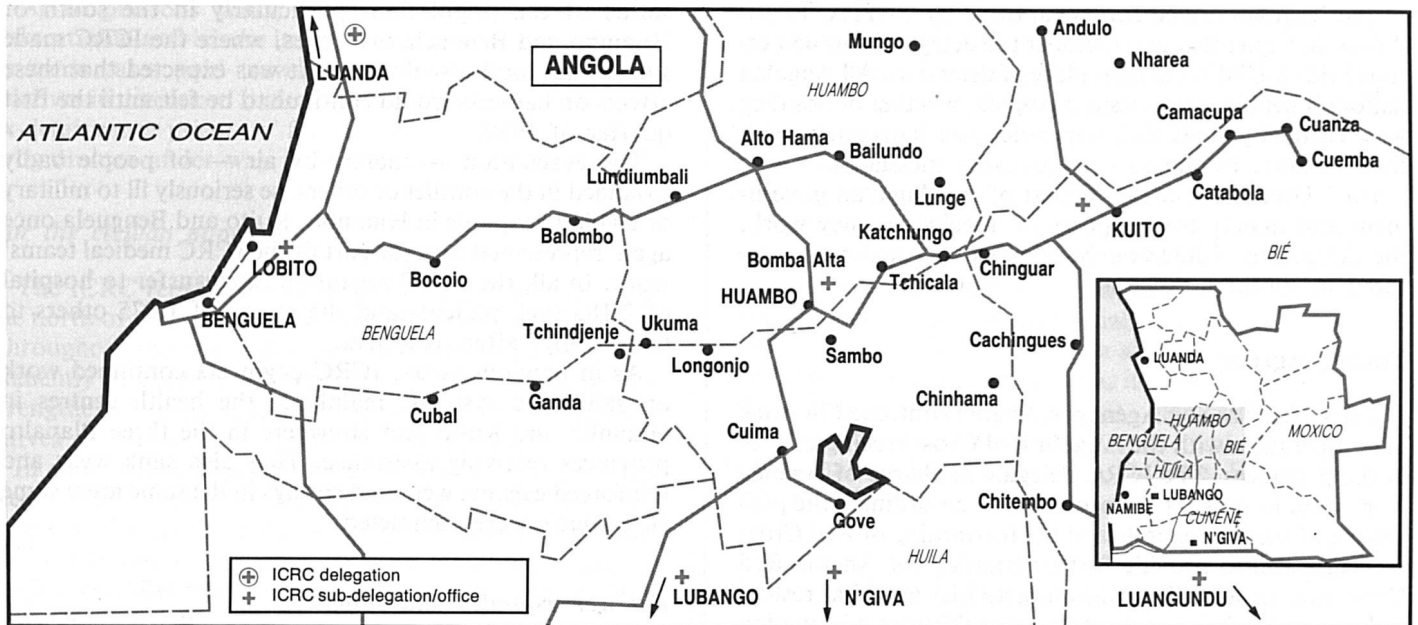 ANGOLA
LUANDA
ATLANTIC OCEAN
Mungo
Andulo
Nharea
HUAMBO
Camacupa
Cuanza
Cuemba
Catabola
Alto Hama
Bailundo
Lundiumbali
Lunge
Balombo
Katchiungo
KUITO
BIÉ
LOBITO
Bocoio
Bomba Alta
Tchicala
Chinguar
HUAMBO
BENGUELA
BENGUELA
Tchindjenje
Ukuma
Longonjo
Sambo
Cachingues
Chinhama
Cubal
Ganda
Cuima
Gove
Chitembo
HUILA
LUANDA
HUAMBO
BENGUELA
BIÉ
MOXICO
HUÍLA
LUBANGO
NAMIBE
CUNENE
N'GIVA
ICRC delegation
ICRC sub-delegation/office
LUBANGO
N'GIVA
LUANGUNDU